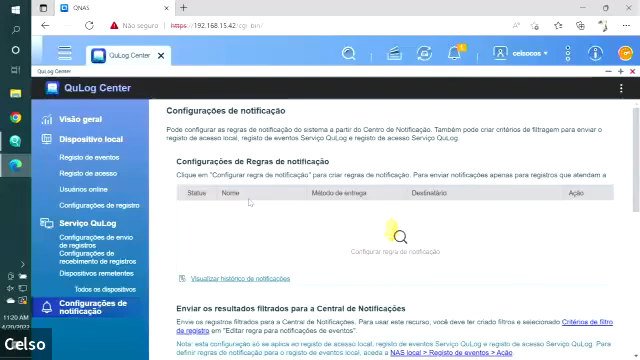 QNAS
Não seguro
https://192.168.15.42/cgi-bin/
QuLog Center
1
celsocos
QuLog Center
QuLog Center
Visão geral
Dispositivo local
Registo de eventos
Registo de acesso
Usuários online
Configurações de registro
Serviço QuLog
Configurações de envio
de registros
Configurações de
recebimento de registros
Dispositivos remetentes
Todos os dispositivos
Configurações de
notificação
Configurações de notificação
Pode configurar as regras de notificação do sistema a partir do Centro de Notificação. Também pode criar critérios de filtragem para enviar o
registo de acesso local, registo de eventos Serviço QuLog e registo de acesso Serviço QuLog.
Configurações de Regras de notificação
Clique em "Configurar regra de notificação" para criar regras de notificação. Para enviar notificações apenas para registros que atendam a
Status Nome Método de entrega Destinatário Ação
Configurar regra de notificação
Visualizar histórico de notificações
Enviar os resultados filtrados para a Central de Notificações
Envie os registros filtrados para a Central de Notificações. Para usar este recurso, você deve ter criado filtros e selecionado Critérios de filtro
de registro em "Editar regra para notificações de eventos".
Nota: esta configuração só se aplica ao registo de acesso local, registo de eventos Serviço QuLog e registo de acesso Serviço QuLog. Para
definir regras de notificação para o registo de eventos locais, aceda a NAS local > Registo de eventos > Ação.
11:20 AM
Celso